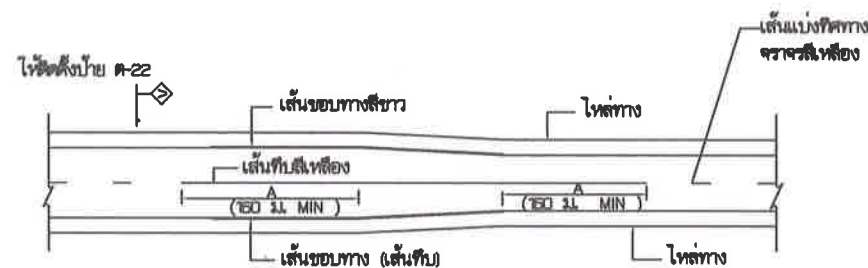 เส้นแบ่งทิศทาง
จราจรสีเหลือง
ให้ติดตั้งป้าย ต-22
เส้นขอบทางสีขาว
ไหล่ทาง
เส้นทึบสีเหลือง
A
(150 ม. MIN )
A
(150 ม. MIN )
เส้นขอบทาง (เส้นทึบ)
ไหล่ทาง